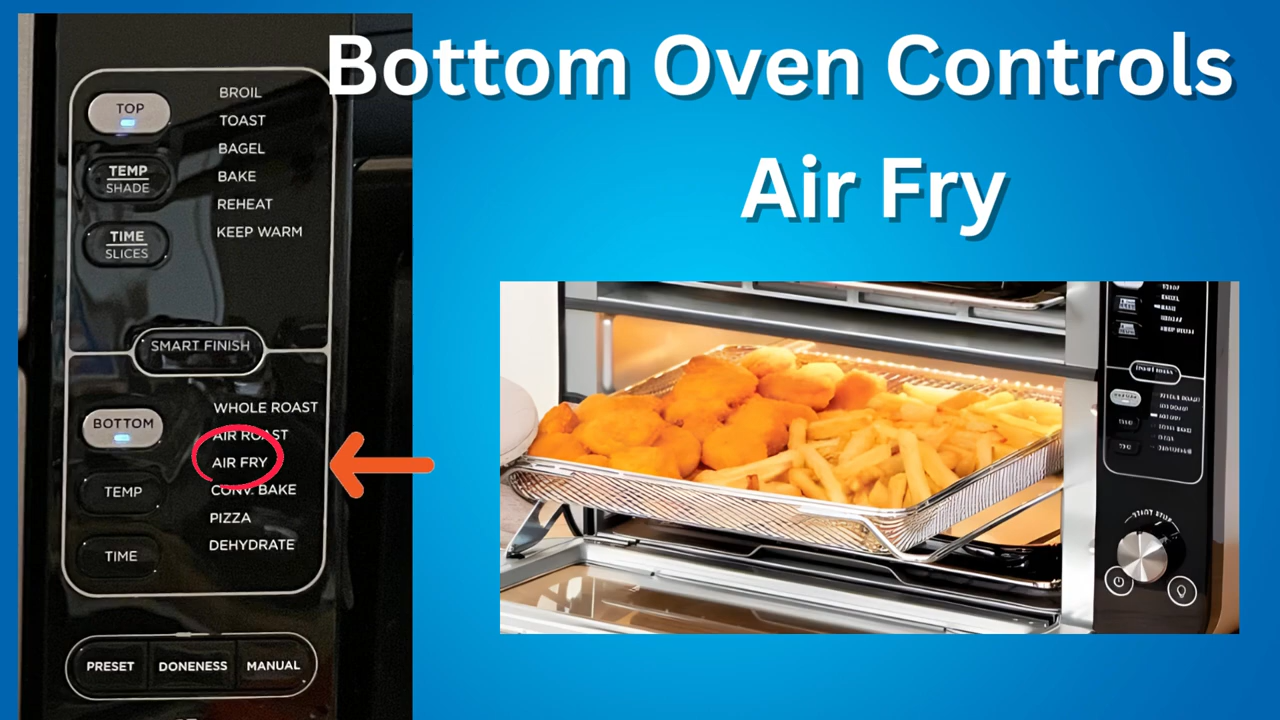 Bottom Oven Controls
Air Fry
TOP
BROIL
TOAST
BAGEL
TEMP
SHADE
BAKE
REHEAT
TIME
SLICES
KEEP WARM
SMART FINISH
BOTTOM
WHOLE ROAST
AIR ROAST
AIR FRY
TEMP
CONV. BAKE
PIZZA
TIME
DEHYDRATE
PRESET
DONENESS
MANUAL